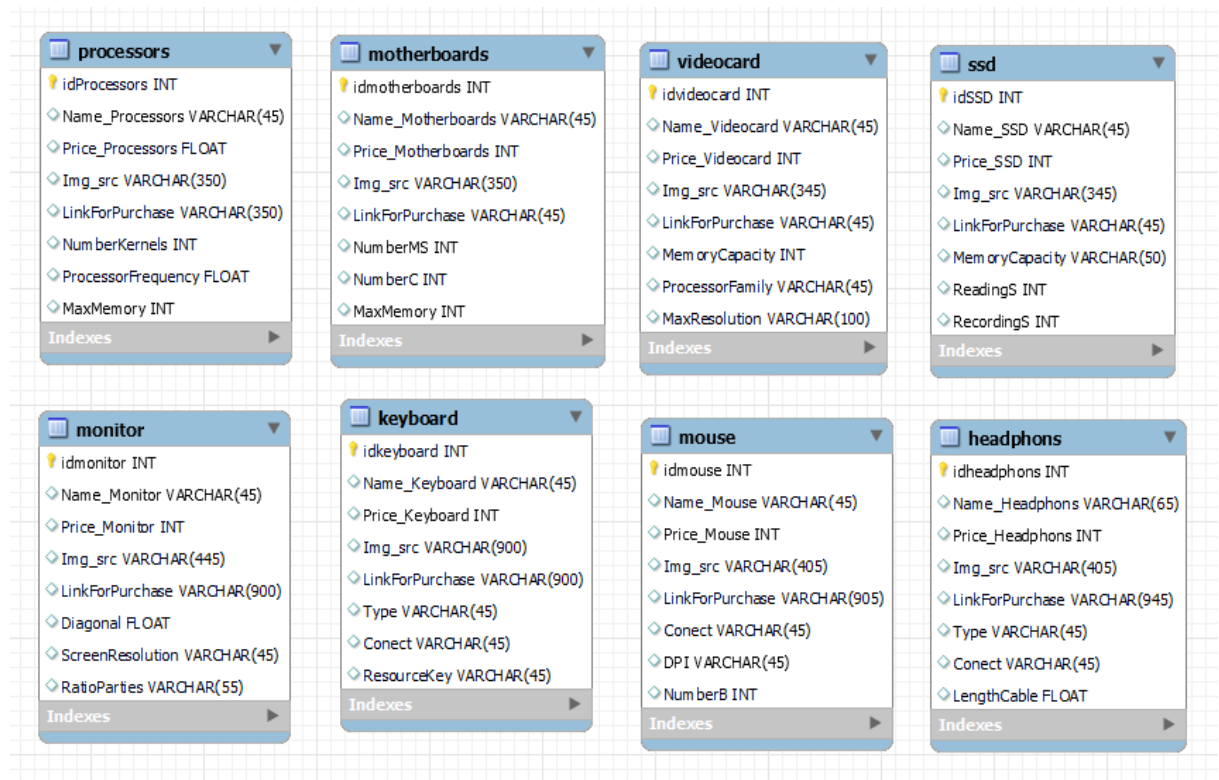 processors
idProcessors INT
Name_Processors VARCHAR(45)
Price_Processors FLOAT
Img_src VARCHAR(350)
LinkForPurchase VARCHAR(350)
NumberKernels INT
ProcessorFrequency FLOAT
MaxMemory INT
Indexes
motherboards
idmotherboards INT
Name_Motherboards VARCHAR(45)
Price_Motherboards INT
Img_src VARCHAR(350)
LinkForPurchase VARCHAR(45)
NumberMS INT
NumberC INT
MaxMemory INT
Indexes
videocard
idvideocard INT
Name_Videocard VARCHAR(45)
Price_Videocard INT
Img_src VARCHAR(345)
LinkForPurchase VARCHAR(45)
MemoryCapacity INT
ProcessorFamily VARCHAR(45)
MaxResolution VARCHAR(100)
Indexes
ssd
idSSD INT
Name_SSD VARCHAR(45)
Price_SSD INT
Img_src VARCHAR(345)
LinkForPurchase VARCHAR(45)
MemoryCapacity VARCHAR(50)
ReadingS INT
RecordingS INT
Indexes
monitor
idmonitor INT
Name_Monitor VARCHAR(45)
Price_Monitor INT
Img_src VARCHAR(445)
LinkForPurchase VARCHAR(900)
Diagonal FLOAT
ScreenResolution VARCHAR(45)
RatioParties VARCHAR(55)
Indexes
keyboard
idkeyboard INT
Name_Keyboard VARCHAR(45)
Price_Keyboard INT
Img_src VARCHAR(900)
LinkForPurchase VARCHAR(900)
Type VARCHAR(45)
Conect VARCHAR(45)
ResourceKey VARCHAR(45)
Indexes
mouse
idmouse INT
Name_Mouse VARCHAR(45)
Price_Mouse INT
Img_src VARCHAR(405)
LinkForPurchase VARCHAR(905)
Conect VARCHAR(45)
DPI VARCHAR(45)
NumberB INT
Indexes
headphons
idheadphons INT
Name_Headphons VARCHAR(65)
Price_Headphons INT
Img_src VARCHAR(405)
LinkForPurchase VARCHAR(945)
Type VARCHAR(45)
Conect VARCHAR(45)
LengthCable FLOAT
Indexes